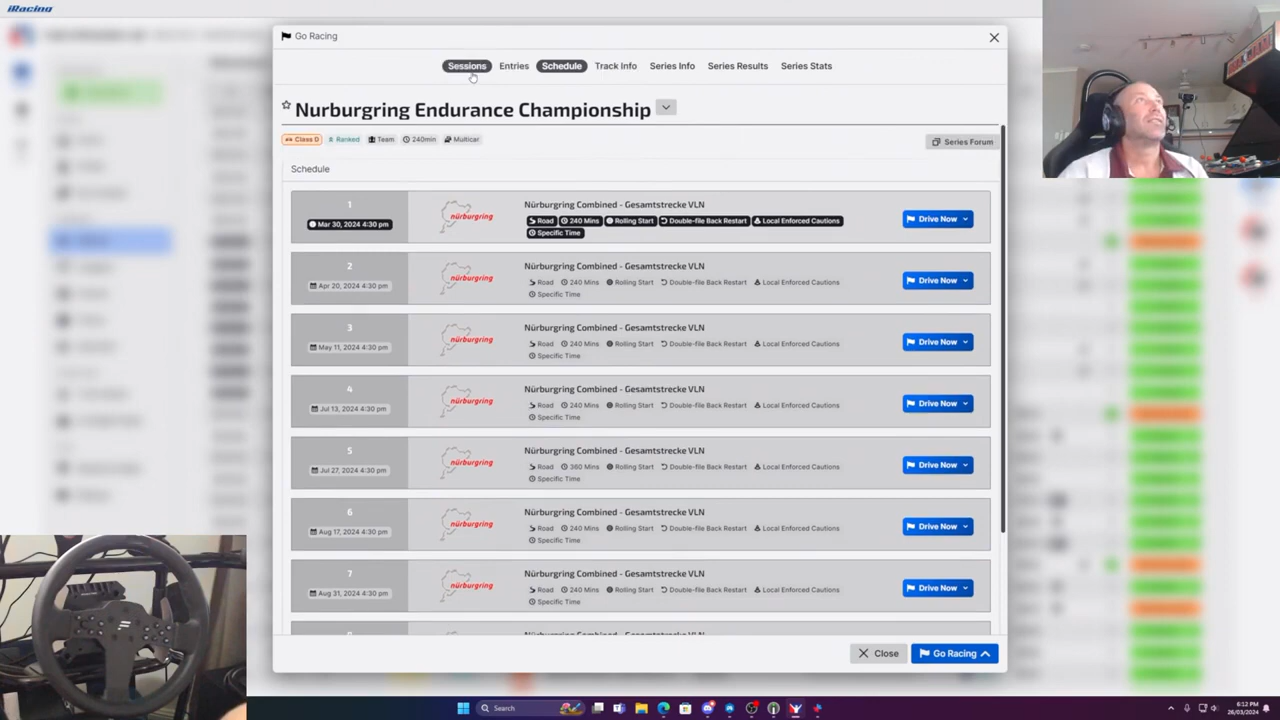 iRacing
Go Racing
Sessions Entries Schedule Track Info Series Info Series Results Series Stats
Nurburgring Endurance Championship
Class D Ranked Team 240min Multicar
Series Forum
Schedule
1
Mar 30, 2024 4:30 pm
nürburgring
Nürburgring Combined - Gesamtstrecke VLN
Road 240 Mins Rolling Start Double-file Back Restart Local Enforced Cautions
Specific Time
Drive Now
2
Apr 20, 2024 4:30 pm
nürburgring
Nürburgring Combined - Gesamtstrecke VLN
Road 240 Mins Rolling Start Double-file Back Restart Local Enforced Cautions
Specific Time
Drive Now
3
May 11, 2024 4:30 pm
nürburgring
Nürburgring Combined - Gesamtstrecke VLN
Road 240 Mins Rolling Start Double-file Back Restart Local Enforced Cautions
Specific Time
Drive Now
4
Jul 13, 2024 4:30 pm
nürburgring
Nürburgring Combined - Gesamtstrecke VLN
Road 240 Mins Rolling Start Double-file Back Restart Local Enforced Cautions
Specific Time
Drive Now
5
Jul 27, 2024 4:30 pm
nürburgring
Nürburgring Combined - Gesamtstrecke VLN
Road 360 Mins Rolling Start Double-file Back Restart Local Enforced Cautions
Specific Time
Drive Now
6
Aug 17, 2024 4:30 pm
nürburgring
Nürburgring Combined - Gesamtstrecke VLN
Road 240 Mins Rolling Start Double-file Back Restart Local Enforced Cautions
Specific Time
Drive Now
7
Aug 31, 2024 4:30 pm
nürburgring
Nürburgring Combined - Gesamtstrecke VLN
Road 240 Mins Rolling Start Double-file Back Restart Local Enforced Cautions
Specific Time
Drive Now
Close Go Racing
Search
6:12 PM
26/03/2024